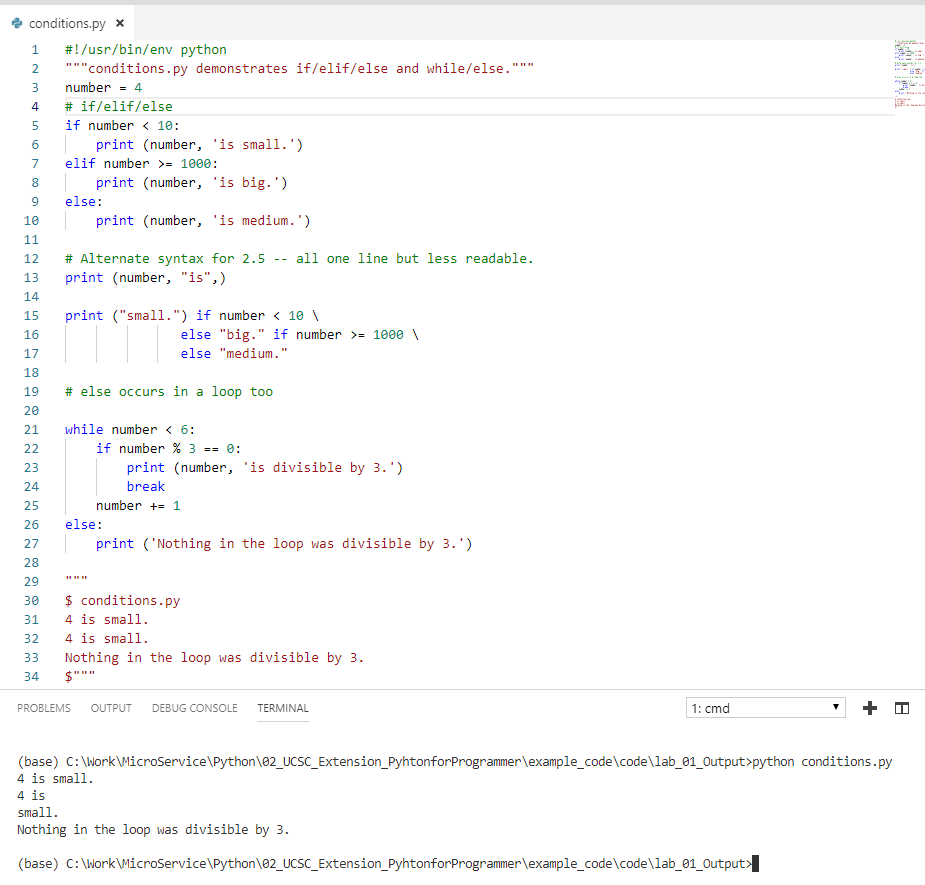 conditions.py ×
1 #!/usr/bin/env python
2 """conditions.py demonstrates if/elif/else and while/else."""
3 number = 4
4 # if/elif/else
5 if number < 10:
6     print (number, 'is small.')
7 elif number >= 1000:
8     print (number, 'is big.')
9 else:
10     print (number, 'is medium.')
11
12 # Alternate syntax for 2.5 -- all one line but less readable.
13 print (number, "is",)
14
15 print ("small.") if number < 10 \
16                else "big." if number >= 1000 \
17                else "medium."
18
19 # else occurs in a loop too
20
21 while number < 6:
22     if number % 3 == 0:
23         print (number, 'is divisible by 3.')
24         break
25     number += 1
26 else:
27     print ('Nothing in the loop was divisible by 3.')
28
29 """
30 $ conditions.py
31 4 is small.
32 4 is small.
33 Nothing in the loop was divisible by 3.
34 $"""
PROBLEMS OUTPUT DEBUG CONSOLE TERMINAL 1: cmd
(base) C:\Work\MicroService\Python\02_UCSC_Extension_PyhtonforProgrammer\example_code\code\lab_01_Output>python conditions.py
4 is small.
4 is
small.
Nothing in the loop was divisible by 3.
(base) C:\Work\MicroService\Python\02_UCSC_Extension_PyhtonforProgrammer\example_code\code\lab_01_Output>